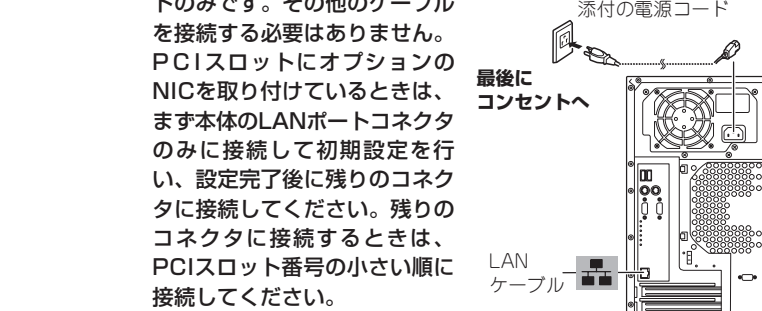 ドのみです。その他のケーブル
を接続する必要はありません。
PCIスロットにオプションの
NICを取り付けているときは、
まず本体のLANポートコネクタ
のみに接続して初期設定を行
い、設定完了後に残りのコネク
タに接続してください。残りの
コネクタに接続するときは、
PCIスロット番号の小さい順に
接続してください。
添付の電源コード
最後に
コンセントへ
LAN
ケーブル